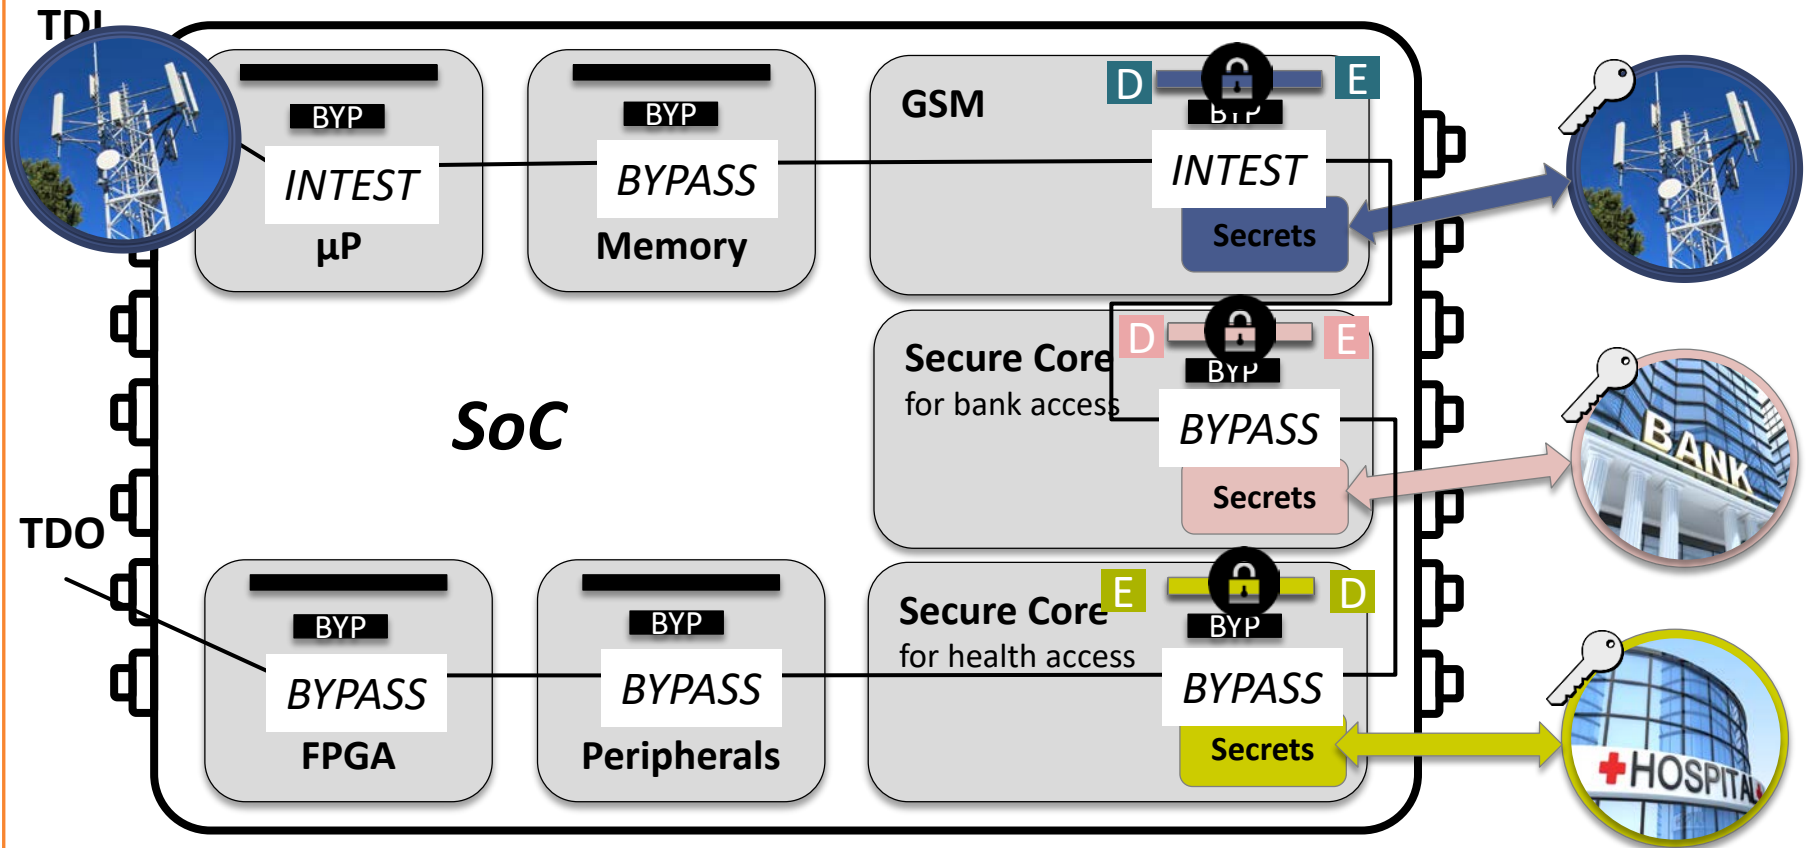 TDI
BYP
INTEST
µP
BYP
BYPASS
Memory
GSM
D
E
BYP
INTEST
Secrets
D
E
Secure Core
for bank access
BYP
BYPASS
Secrets
BANK
SoC
TDO
BYP
BYPASS
FPGA
BYP
BYPASS
Peripherals
E
D
Secure Core
for health access
BYP
BYPASS
Secrets
HOSPITAL